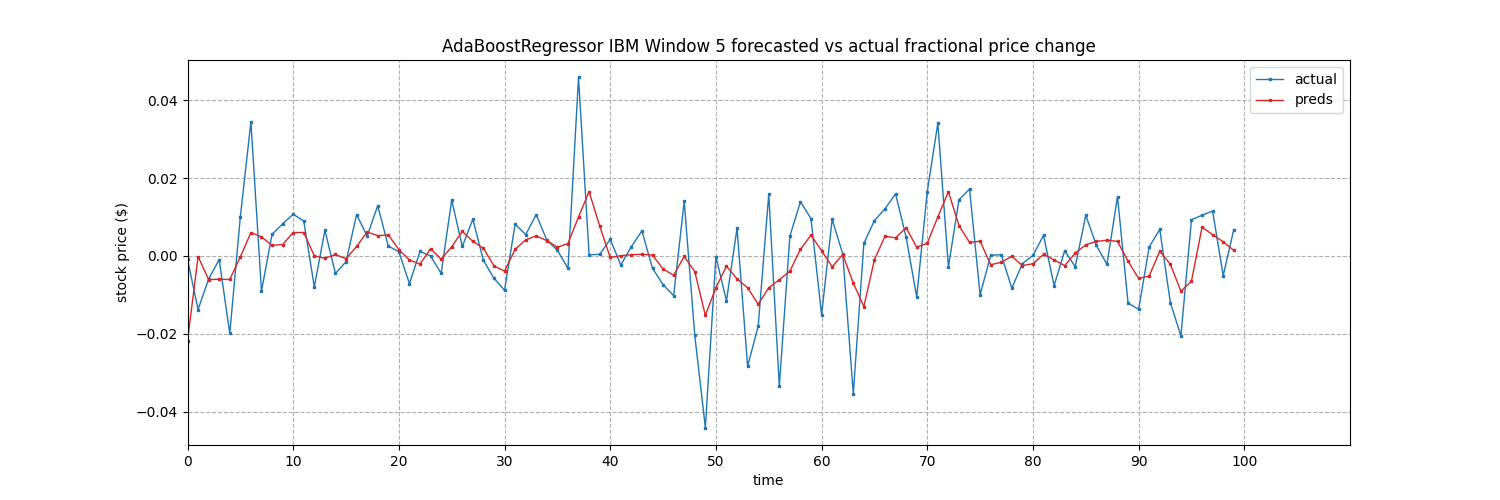 AdaBoostRegressor IBM Window 5 forecasted vs actual fractional price change
actual
preds
0.04
0.02
0.00
−0.02
−0.04
stock price ($)
0 10 20 30 40 50 60 70 80 90 100
time